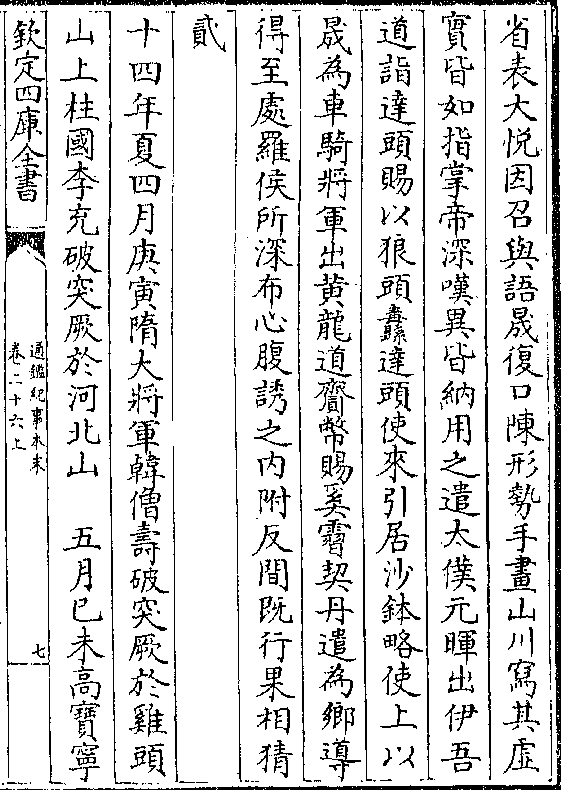 省表大悅因召與語晟復口陳形勢手畫山川寫其虛
實皆如指掌帝深嘆異皆納用之遣太僕元暉出伊吾
道詣達頭賜以狼頭纛達頭使來引居沙鉢略使上以
晟為車騎將軍出黄龍道齎幣賜奚霫契丹遣為鄉導
得至處羅侯所深布心腹誘之内附反間既行果相猜
貳
十四年夏四月庚寅隋大將軍韓僧壽破突厥於雞頭
山上柱國李充破突厥於河北山　五月己未高寶寧
欽定四庫全書
通鑑紀事本末
卷二十六上
七